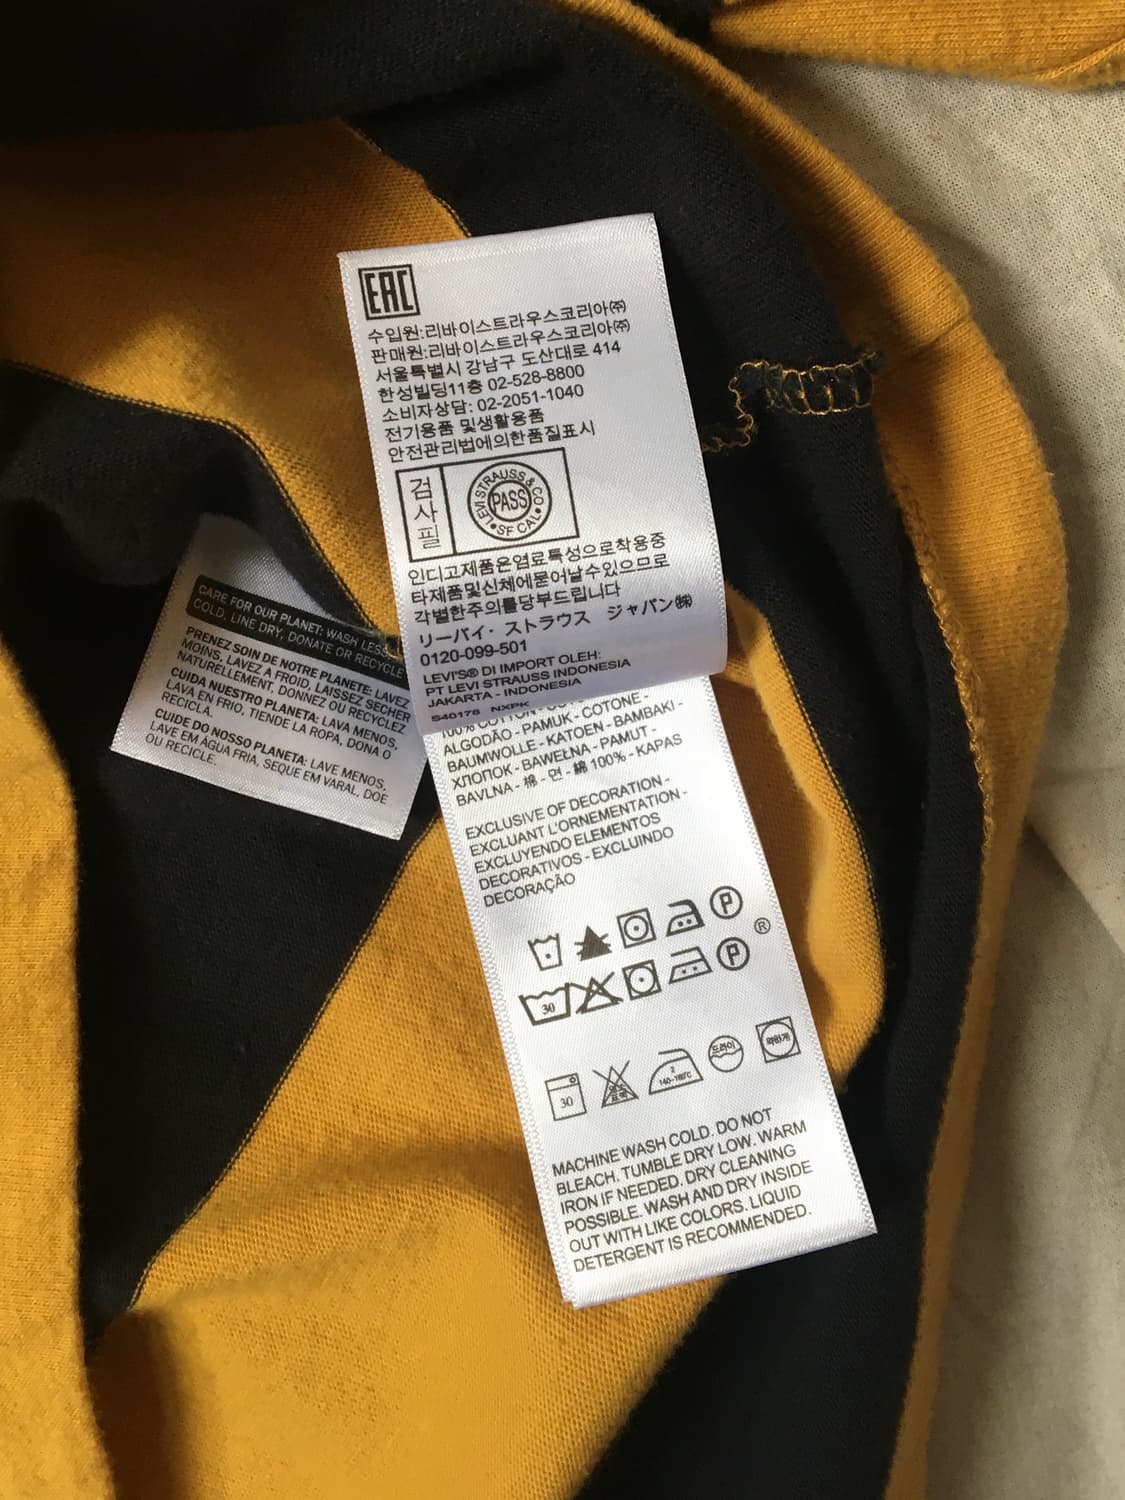 EAC
수입원:리바이스트라우스코리아㈜
판매원:리바이스트라우스코리아㈜
서울특별시 강남구 도산대로 414
한성빌딩11층 02-528-8800
소비자상담: 02-2051-1040
전기용품 및생활용품
안전관리법에의한품질표시
검사필
LEVI STRAUSS & CO
PASS
SF CAL
인디고제품은염료특성으로착용중
타제품및신체에묻어날수있으므로
각별한주의를당부드립니다
リーバイ・ストラウス ジャパン㈱
0120-099-501
LEVI'S® DI IMPORT OLEH:
PT LEVI STRAUSS INDONESIA
JAKARTA - INDONESIA
S40178 NXPK
CARE FOR OUR PLANET: WASH LESS,
COLD, LINE DRY, DONATE OR RECYCLE
PRENEZ SOIN DE NOTRE PLANETE: LAVEZ
MOINS, LAVEZ A FROID, LAISSEZ SECHER
NATURELLEMENT, DONNEZ OU RECYCLEZ
CUIDA NUESTRO PLANETA: LAVA MENOS,
LAVA EN FRIO, TIENDE LA ROPA, DONA O
RECICLA.
CUIDE DO NOSSO PLANETA: LAVE MENOS,
LAVE EM ÁGUA FRIA, SEQUE EM VARAL, DOE
OU RECICLE.
100% COTTON
ALGODÃO - PAMUK - COTONE -
BAUMWOLLE - KATOEN - BAMBAKI -
ХЛОПОК - BAWEŁNA - PAMUT -
BAVLNA - 棉 - 면 - 綿 100% - KAPAS
EXCLUSIVE OF DECORATION -
EXCLUANT L'ORNEMENTATION -
EXCLUYENDO ELEMENTOS
DECORATIVOS - EXCLUINDO
DECORAÇÃO
P
®
30 P
30 염소표백 2 140~160℃ 드라이 약하게
MACHINE WASH COLD. DO NOT
BLEACH. TUMBLE DRY LOW. WARM
IRON IF NEEDED. DRY CLEANING
POSSIBLE. WASH AND DRY INSIDE
OUT WITH LIKE COLORS. LIQUID
DETERGENT IS RECOMMENDED.